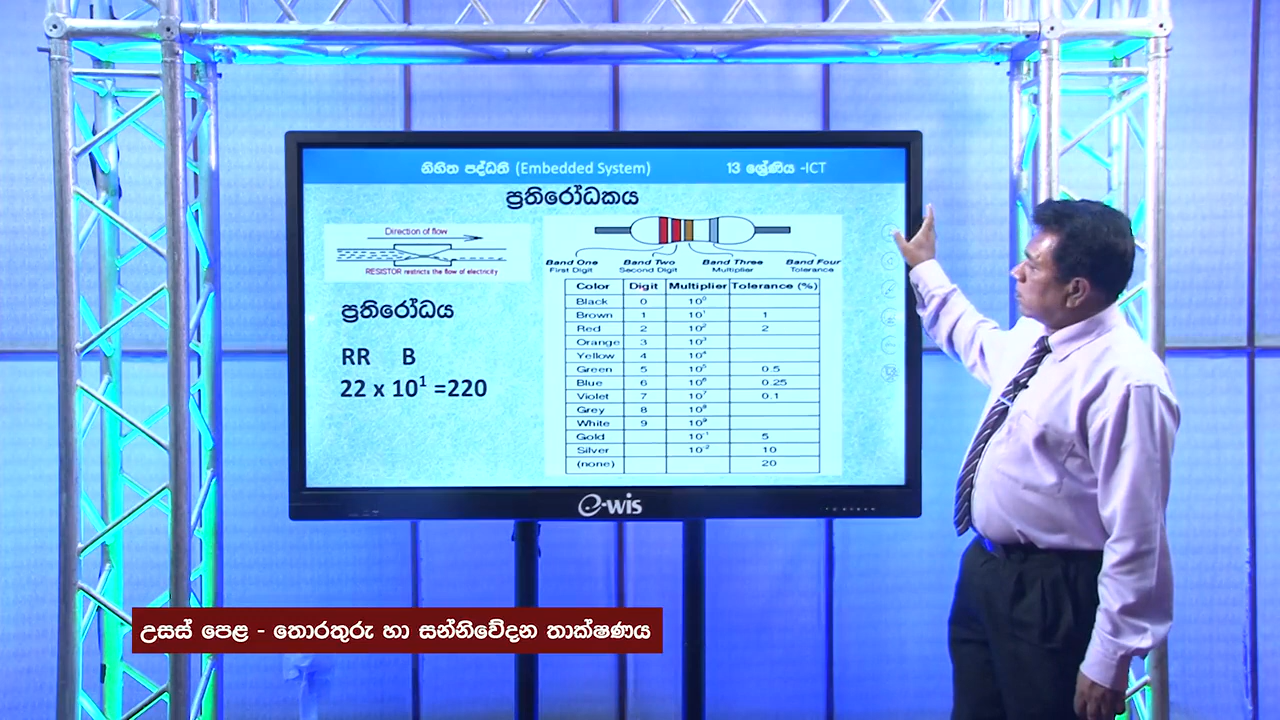 නිහිත පද්ධති (Embedded System) 13 ශ්‍රේණිය -ICT
ප්‍රතිරෝධකය
Direction of flow
RESISTOR restricts the flow of electricity
ප්‍රතිරෝධය
RR B
22 x 10¹ =220
Band One Band Two Band Three Band Four
First Digit Second Digit Multiplier Tolerance
Color Digit Multiplier Tolerance (%)
Black 0 10⁰
Brown 1 10¹ 1
Red 2 10² 2
Orange 3 10³
Yellow 4 10⁴
Green 5 10⁵ 0.5
Blue 6 10⁶ 0.25
Violet 7 10⁷ 0.1
Grey 8 10⁸
White 9 10⁹
Gold 10⁻¹ 5
Silver 10⁻² 10
(none) 20
e-wis
උසස් පෙළ - තොරතුරු හා සන්නිවේදන තාක්ෂණය